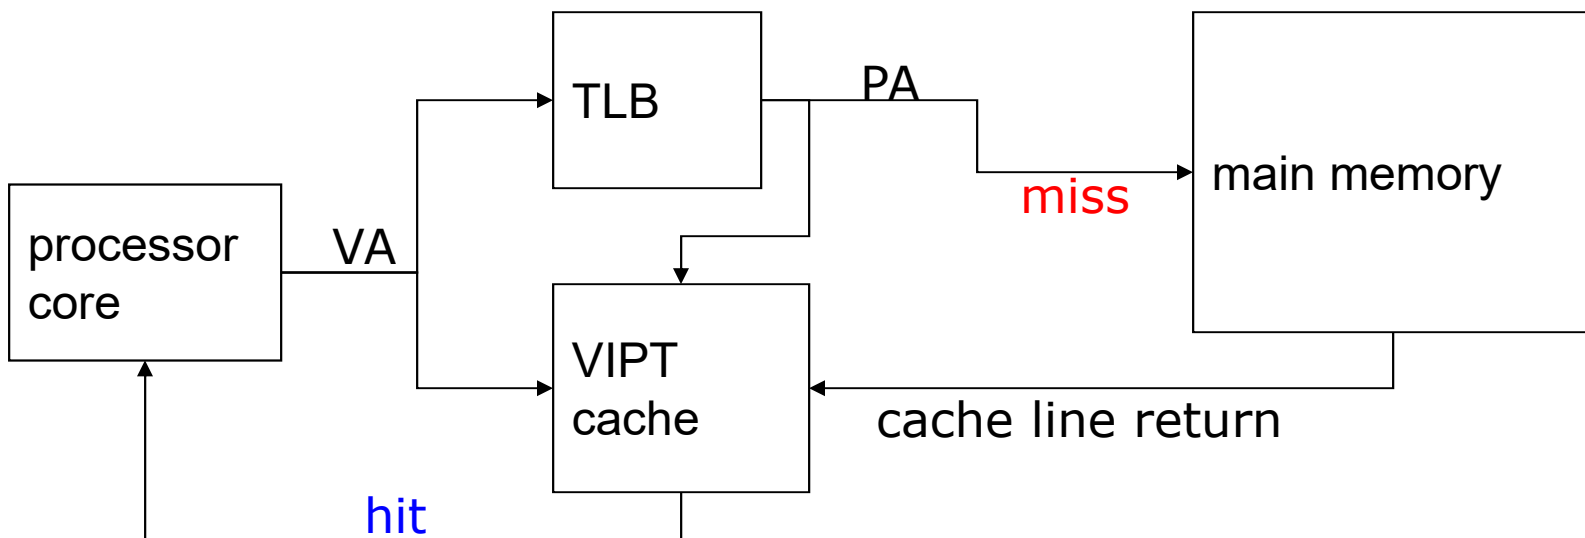 TLB
PA
main memory
miss
processor
core
VA
VIPT
cache
cache line return
hit